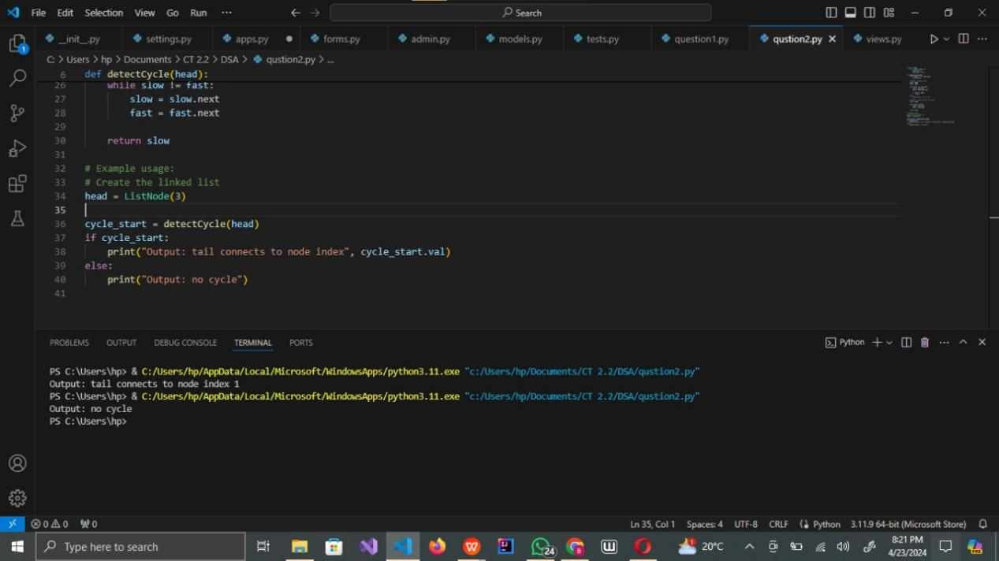 File Edit Selection View Go Run ··· Search
__init__.py settings.py apps.py forms.py admin.py models.py tests.py question1.py qustion2.py views.py
C: > Users > hp > Documents > CT 2.2 > DSA > qustion2.py > ...
6 def detectCycle(head):
26 while slow != fast:
27 slow = slow.next
28 fast = fast.next
29
30 return slow
31
32 # Example usage:
33 # Create the linked list
34 head = ListNode(3)
35
36 cycle_start = detectCycle(head)
37 if cycle_start:
38 print("Output: tail connects to node index", cycle_start.val)
39 else:
40 print("Output: no cycle")
41
PROBLEMS OUTPUT DEBUG CONSOLE TERMINAL PORTS Python
PS C:\Users\hp> & C:/Users/hp/AppData/Local/Microsoft/WindowsApps/python3.11.exe "c:/Users/hp/Documents/CT 2.2/DSA/qustion2.py"
Output: tail connects to node index 1
PS C:\Users\hp> & C:/Users/hp/AppData/Local/Microsoft/WindowsApps/python3.11.exe "c:/Users/hp/Documents/CT 2.2/DSA/qustion2.py"
Output: no cycle
PS C:\Users\hp>
0 0 0 Ln 35, Col 1 Spaces: 4 UTF-8 CRLF Python 3.11.9 64-bit (Microsoft Store)
Type here to search 24 20°C 8:21 PM
4/23/2024